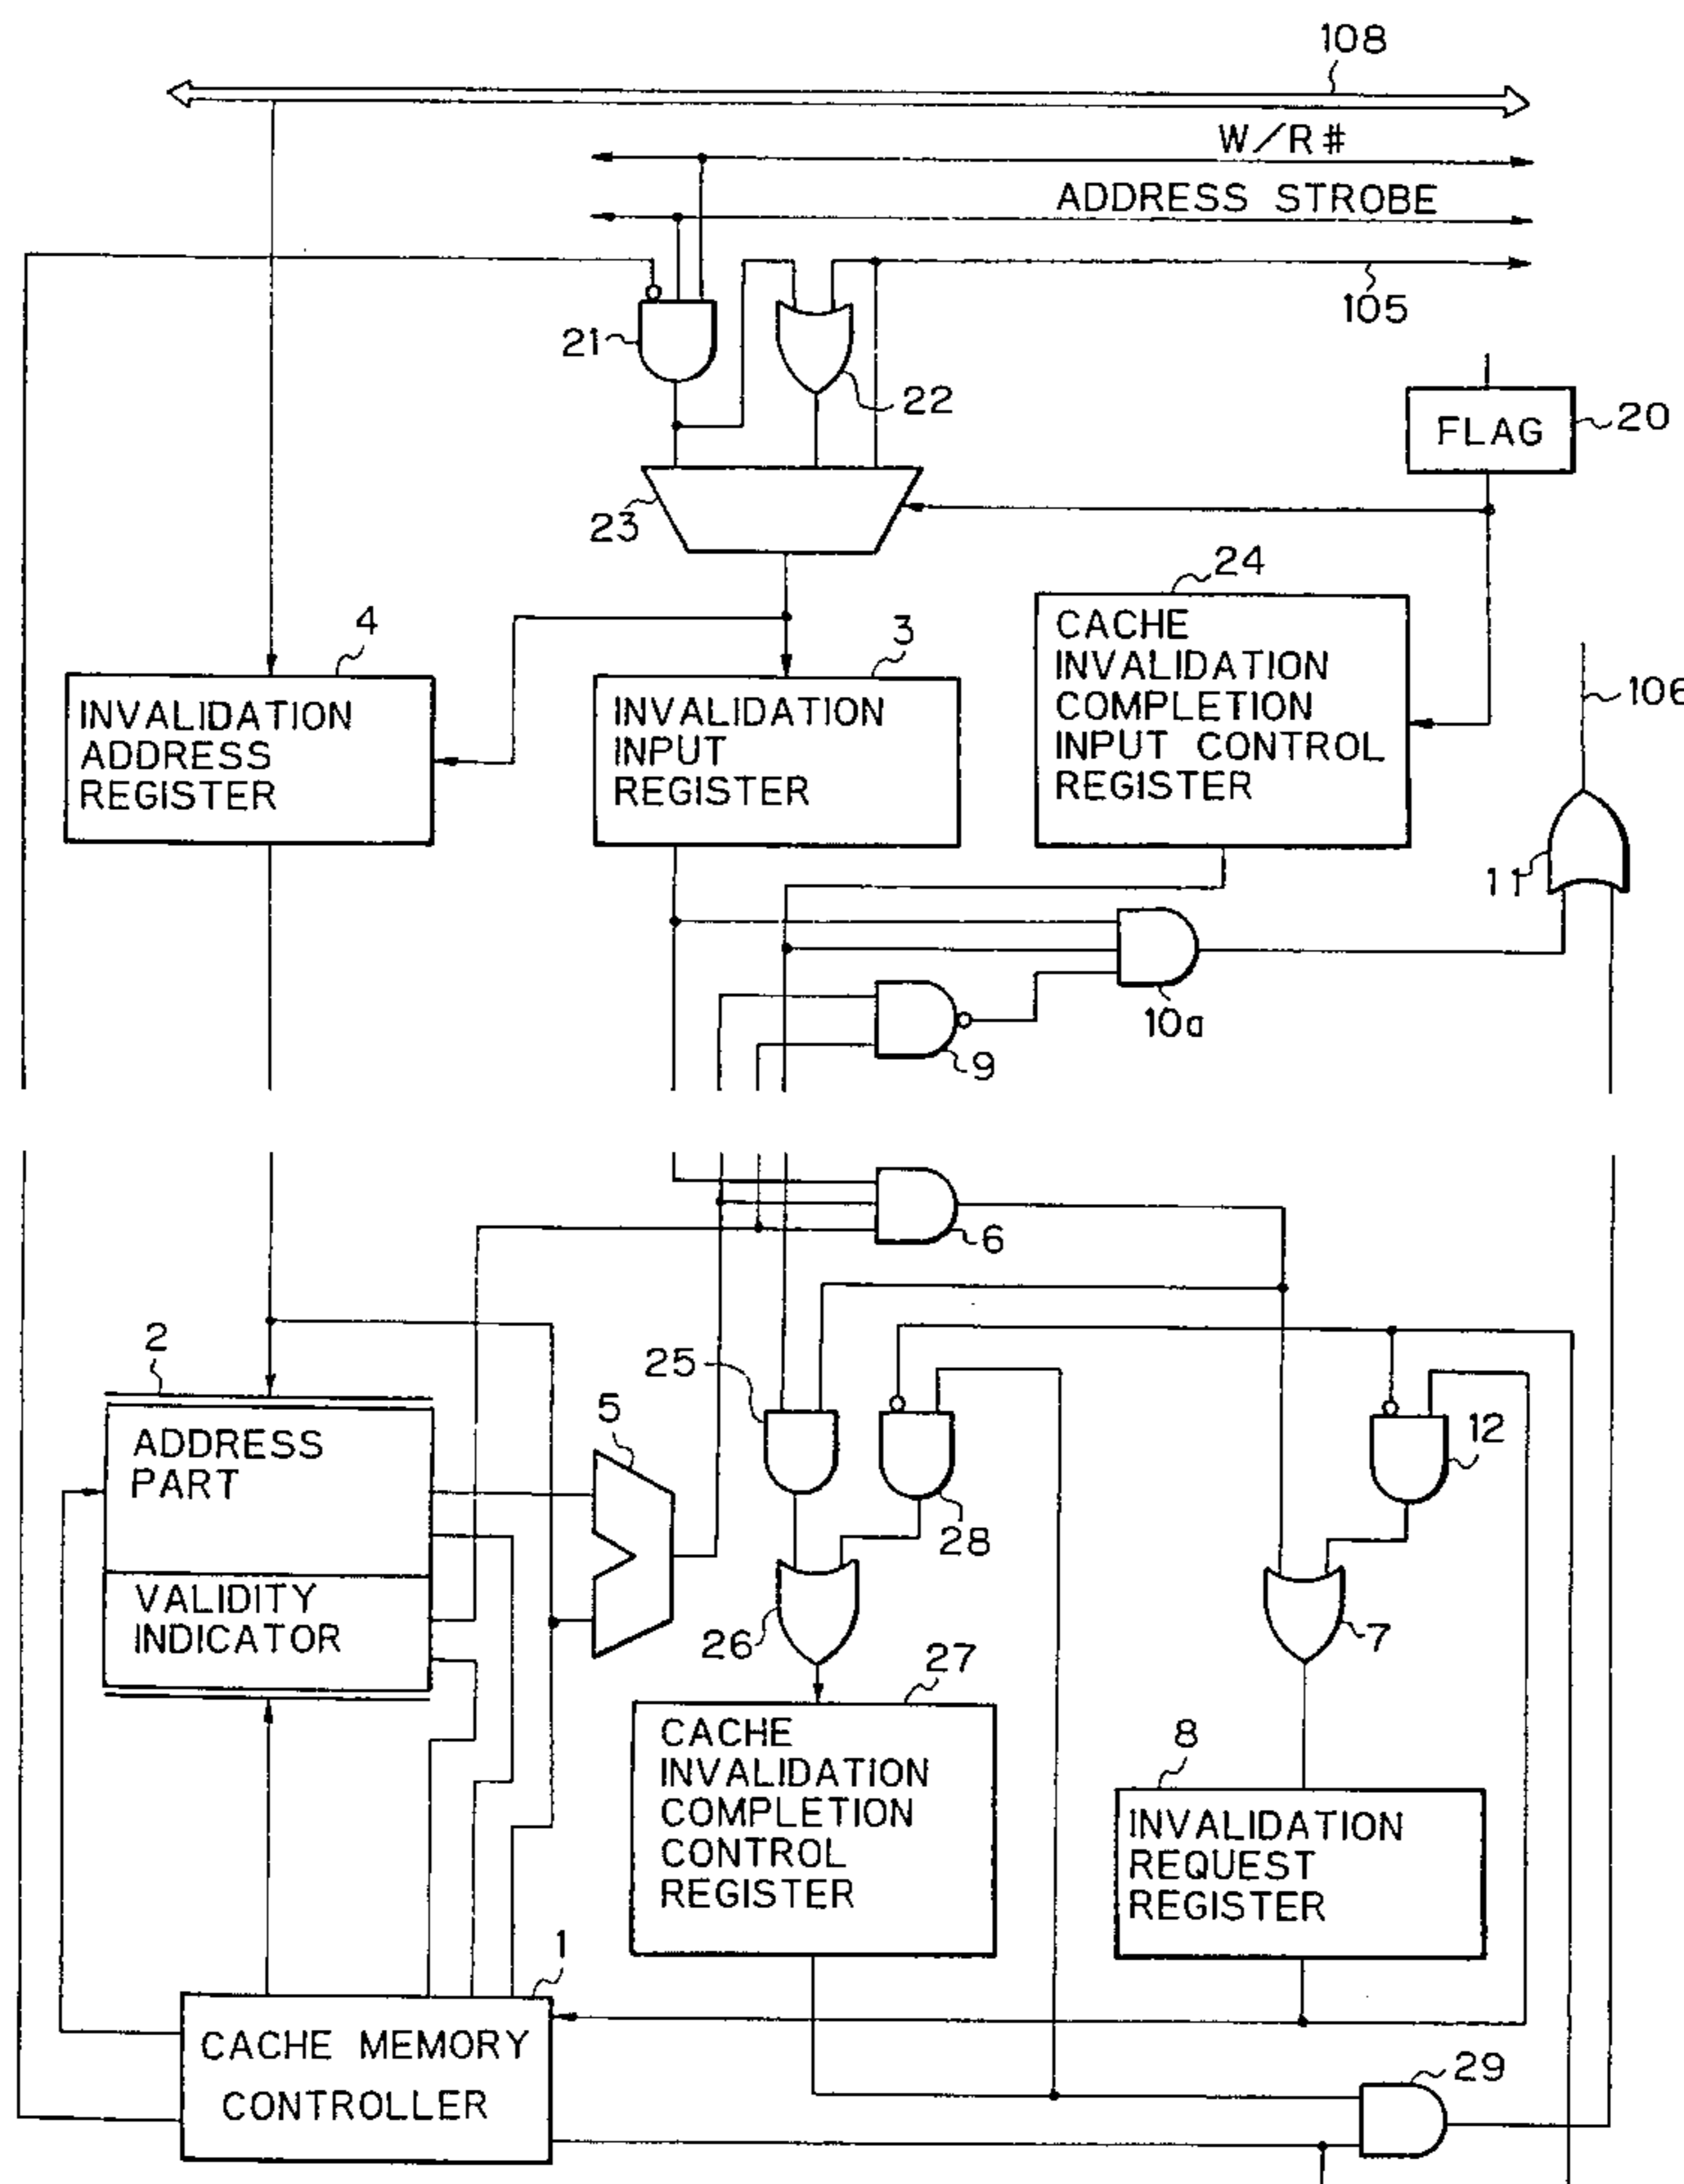 108
W/R#
ADDRESS STROBE
105
21
22
FLAG
20
23
24
4
3
CACHE
INVALIDATION
COMPLETION
INPUT CONTROL
REGISTER
INVALIDATION
ADDRESS
REGISTER
INVALIDATION
INPUT
REGISTER
106
11
10a
9
6
2
25
5
12
ADDRESS
PART
28
VALIDITY
INDICATOR
26
27
7
CACHE
INVALIDATION
COMPLETION
CONTROL
REGISTER
8
INVALIDATION
REQUEST
REGISTER
1
CACHE MEMORY
CONTROLLER
29